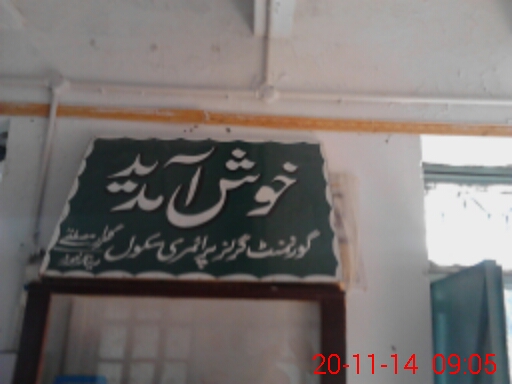 خوش آمدید
گورنمنٹ گرلز پرائمری سکول
20-11-14 09:05